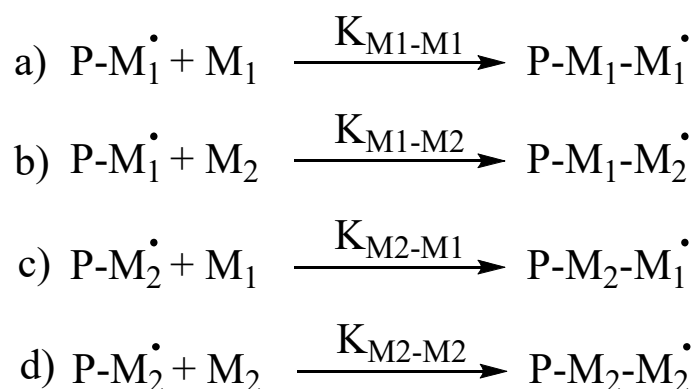 a) P-M₁• + M₁ K_M1-M1 P-M₁-M₁•
b) P-M₁• + M₂ K_M1-M2 P-M₁-M₂•
c) P-M₂• + M₁ K_M2-M1 P-M₂-M₁•
d) P-M₂• + M₂ K_M2-M2 P-M₂-M₂•